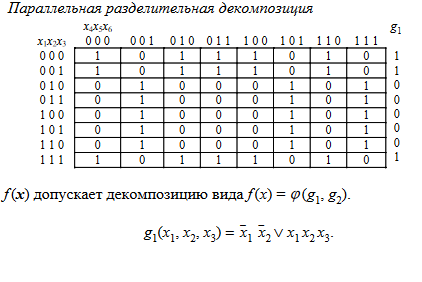 Параллельная разделительная декомпозиция
x₄x₅x₆ g₁
x₁x₂x₃ 0 0 0 0 0 1 0 1 0 0 1 1 1 0 0 1 0 1 1 1 0 1 1 1
0 0 0 1 0 1 1 1 0 1 0 1
0 0 1 1 0 1 1 1 0 1 0 1
0 1 0 0 1 0 0 0 1 0 1 0
0 1 1 0 1 0 0 0 1 0 1 0
1 0 0 0 1 0 0 0 1 0 1 0
1 0 1 0 1 0 0 0 1 0 1 0
1 1 0 0 1 0 0 0 1 0 1 0
1 1 1 1 0 1 1 1 0 1 0 1
f(x) допускает декомпозицию вида f(x) = φ(g₁, g₂).
g₁(x₁, x₂, x₃) = x̄₁ x̄₂ ∨ x₁ x₂ x₃.